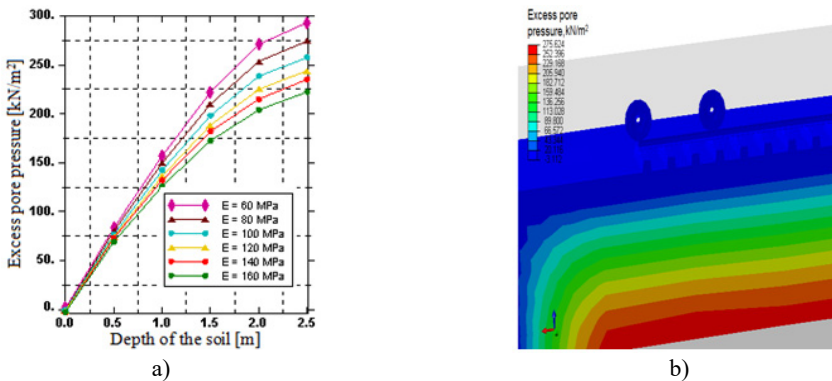 300.
250.
200.
150.
100.
50.
0.
Excess pore pressure [kN/m²]
E = 60 MPa
E = 80 MPa
E = 100 MPa
E = 120 MPa
E = 140 MPa
E = 160 MPa
0.0 0.5 1.0 1.5 2.0 2.5
Depth of the soil [m]
a)
Excess pore
pressure,kN/m²
275.624
252.396
229.168
205.940
182.712
159.484
136.256
113.028
89.800
66.572
b)